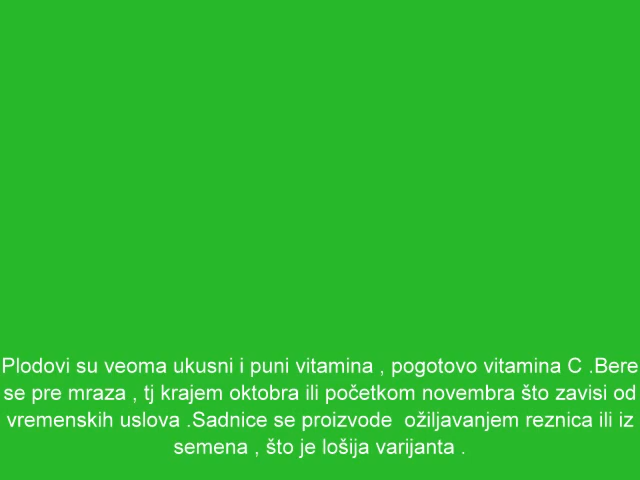 Plodovi su veoma ukusni i puni vitamina , pogotovo vitamina C .Bere
se pre mraza , tj krajem oktobra ili početkom novembra što zavisi od
vremenskih uslova .Sadnice se proizvode  ožiljavanjem reznica ili iz
semena , što je lošija varijanta .